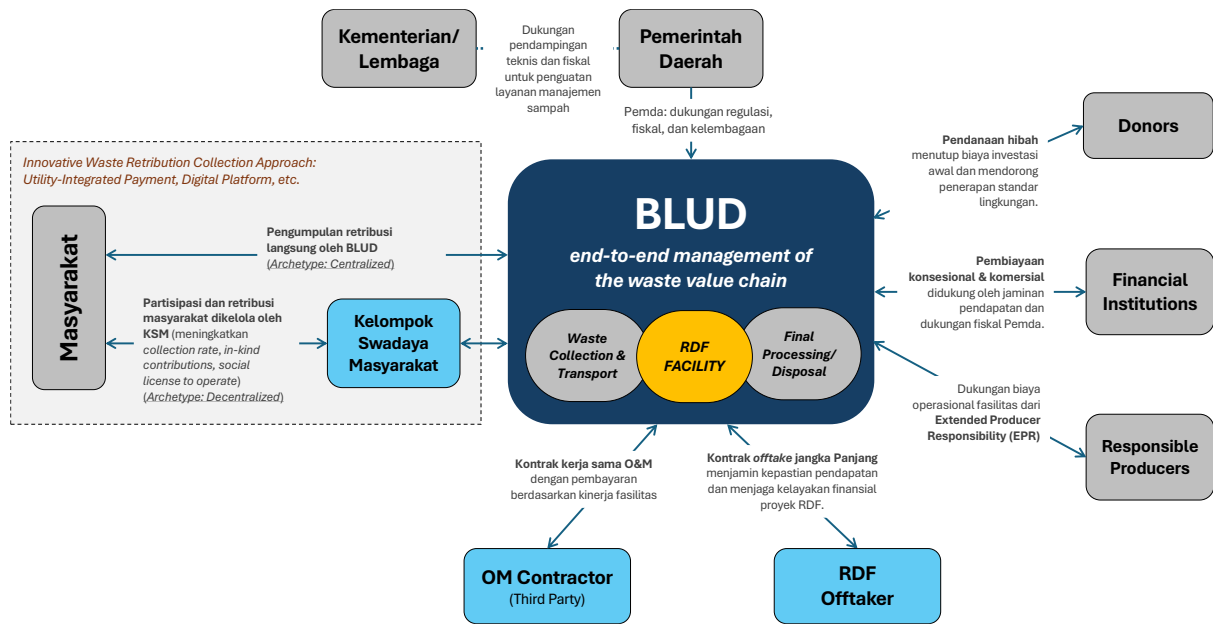 Kementerian/
Lembaga
Dukungan
pendampingan
teknis dan fiskal
untuk penguatan
layanan manajemen
sampah
Pemerintah
Daerah
Pemda: dukungan regulasi,
fiskal, dan kelembagaan
Innovative Waste Retribution Collection Approach:
Utility-Integrated Payment, Digital Platform, etc.
Masyarakat
Pengumpulan retribusi
langsung oleh BLUD
(Archetype: Centralized)
Partisipasi dan retribusi
masyarakat dikelola oleh
KSM (meningkatkan
collection rate, in-kind
contributions, social
license to operate)
(Archetype: Decentralized)
Kelompok
Swadaya
Masyarakat
BLUD
end-to-end management of
the waste value chain
Waste
Collection &
Transport
RDF
FACILITY
Final
Processing/
Disposal
Pendanaan hibah
menutup biaya investasi
awal dan mendorong
penerapan standar
lingkungan.
Donors
Pembiayaan
konsesional & komersial
didukung oleh jaminan
pendapatan dan
dukungan fiskal Pemda.
Financial
Institutions
Dukungan biaya
operasional fasilitas dari
Extended Producer
Responsibility (EPR)
Responsible
Producers
Kontrak kerja sama O&M
dengan pembayaran
berdasarkan kinerja fasilitas
Kontrak offtake jangka Panjang
menjamin kepastian pendapatan
dan menjaga kelayakan finansial
proyek RDF.
OM Contractor
(Third Party)
RDF
Offtaker